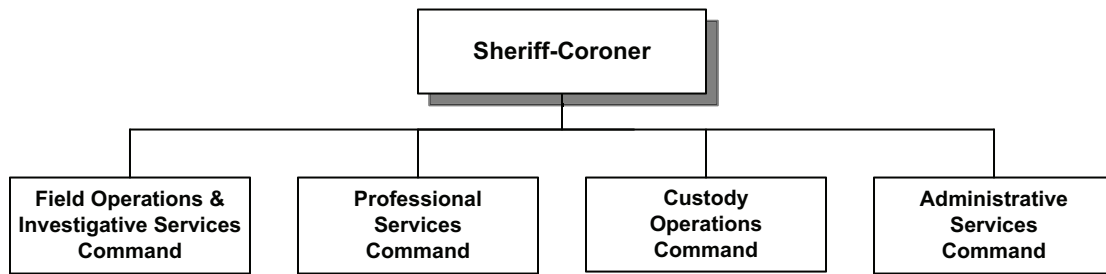 Sheriff-Coroner
Field Operations &
Investigative Services
Command
Professional
Services
Command
Custody
Operations
Command
Administrative
Services
Command